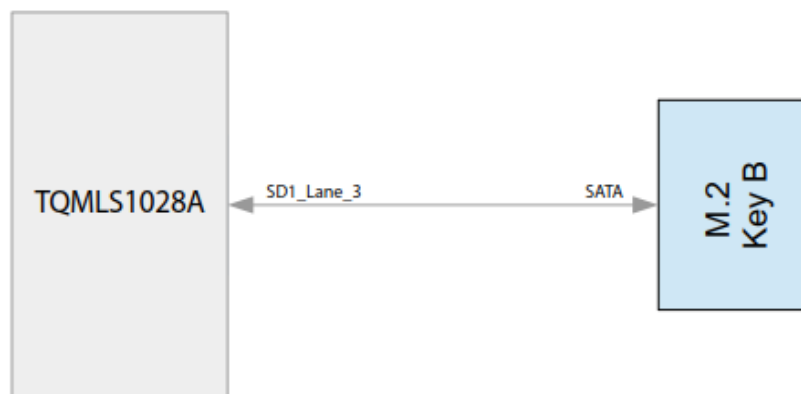 TQMLS1028A
SD1_Lane_3
SATA
M.2
Key B